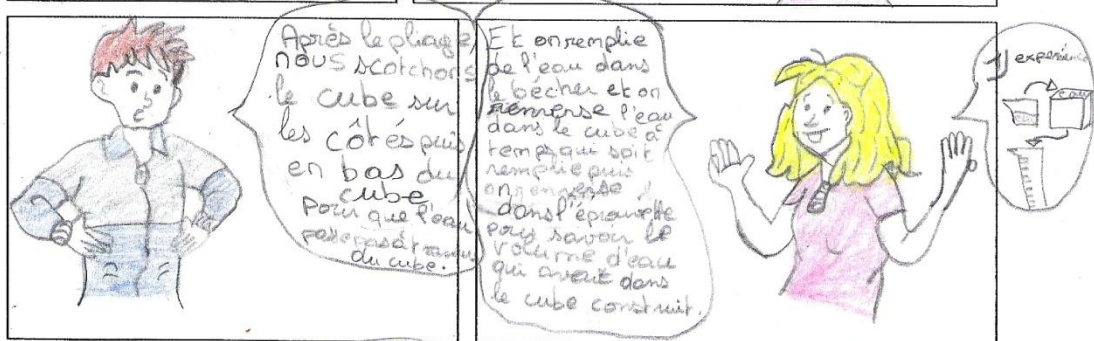 Après le pliage
nous scotchons
le cube sur
les côtés puis
en bas du
cube
pour que l'eau
passe pas à travers
du cube.
Et on remplie
de l'eau dans
le bécher et on
renverse l'eau
dans le cube à
temps qui soit
remplie puis
on renverse
dans l'éprouvette
pour savoir le
volume d'eau
qui avait dans
le cube construit.
1) expérience